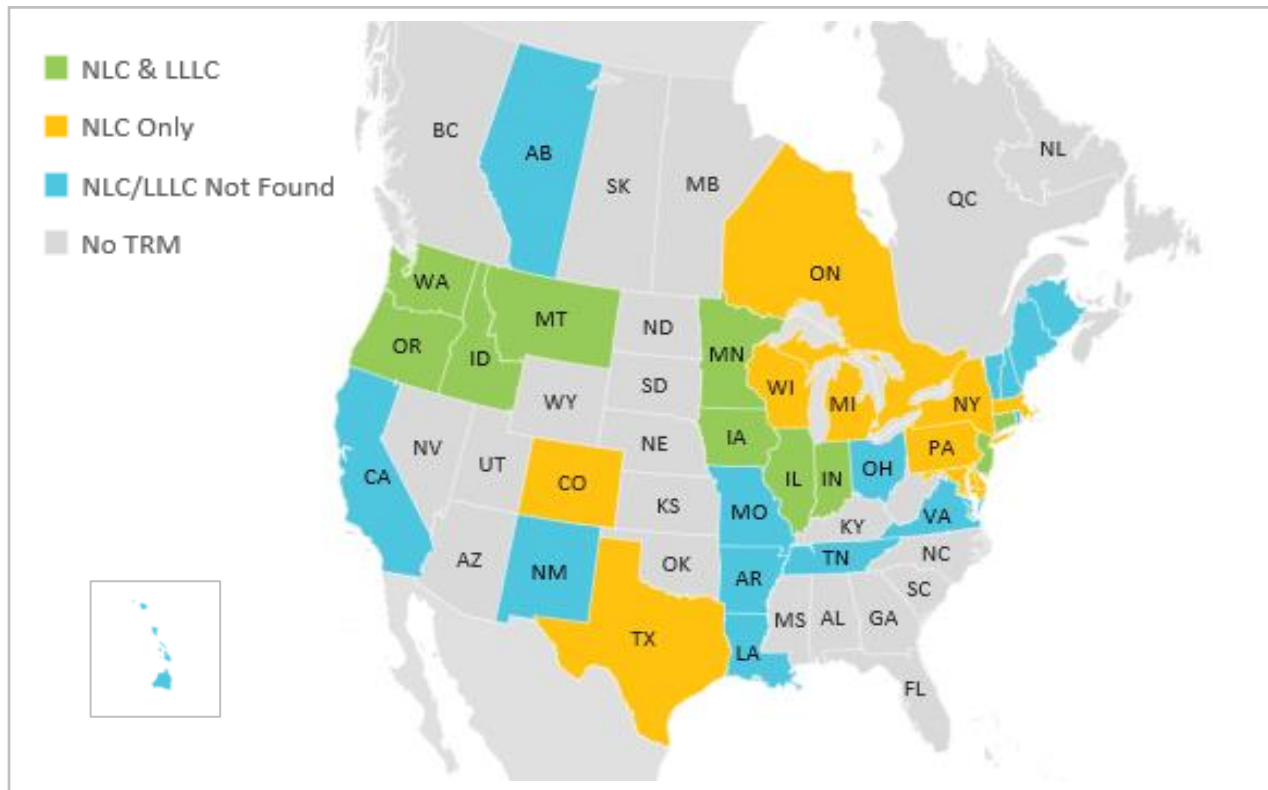 NLC & LLLC
NLC Only
NLC/LLLC Not Found
No TRM
BC
AB
SK
MB
NL
QC
ON
WA
MT
ND
OR
ID
MN
SD
WI
MI
NY
WY
NE
IA
PA
NV
UT
CO
IL
IN
OH
CA
KS
MO
KY
VA
AZ
NM
OK
AR
TN
NC
SC
MS
AL
GA
TX
LA
FL